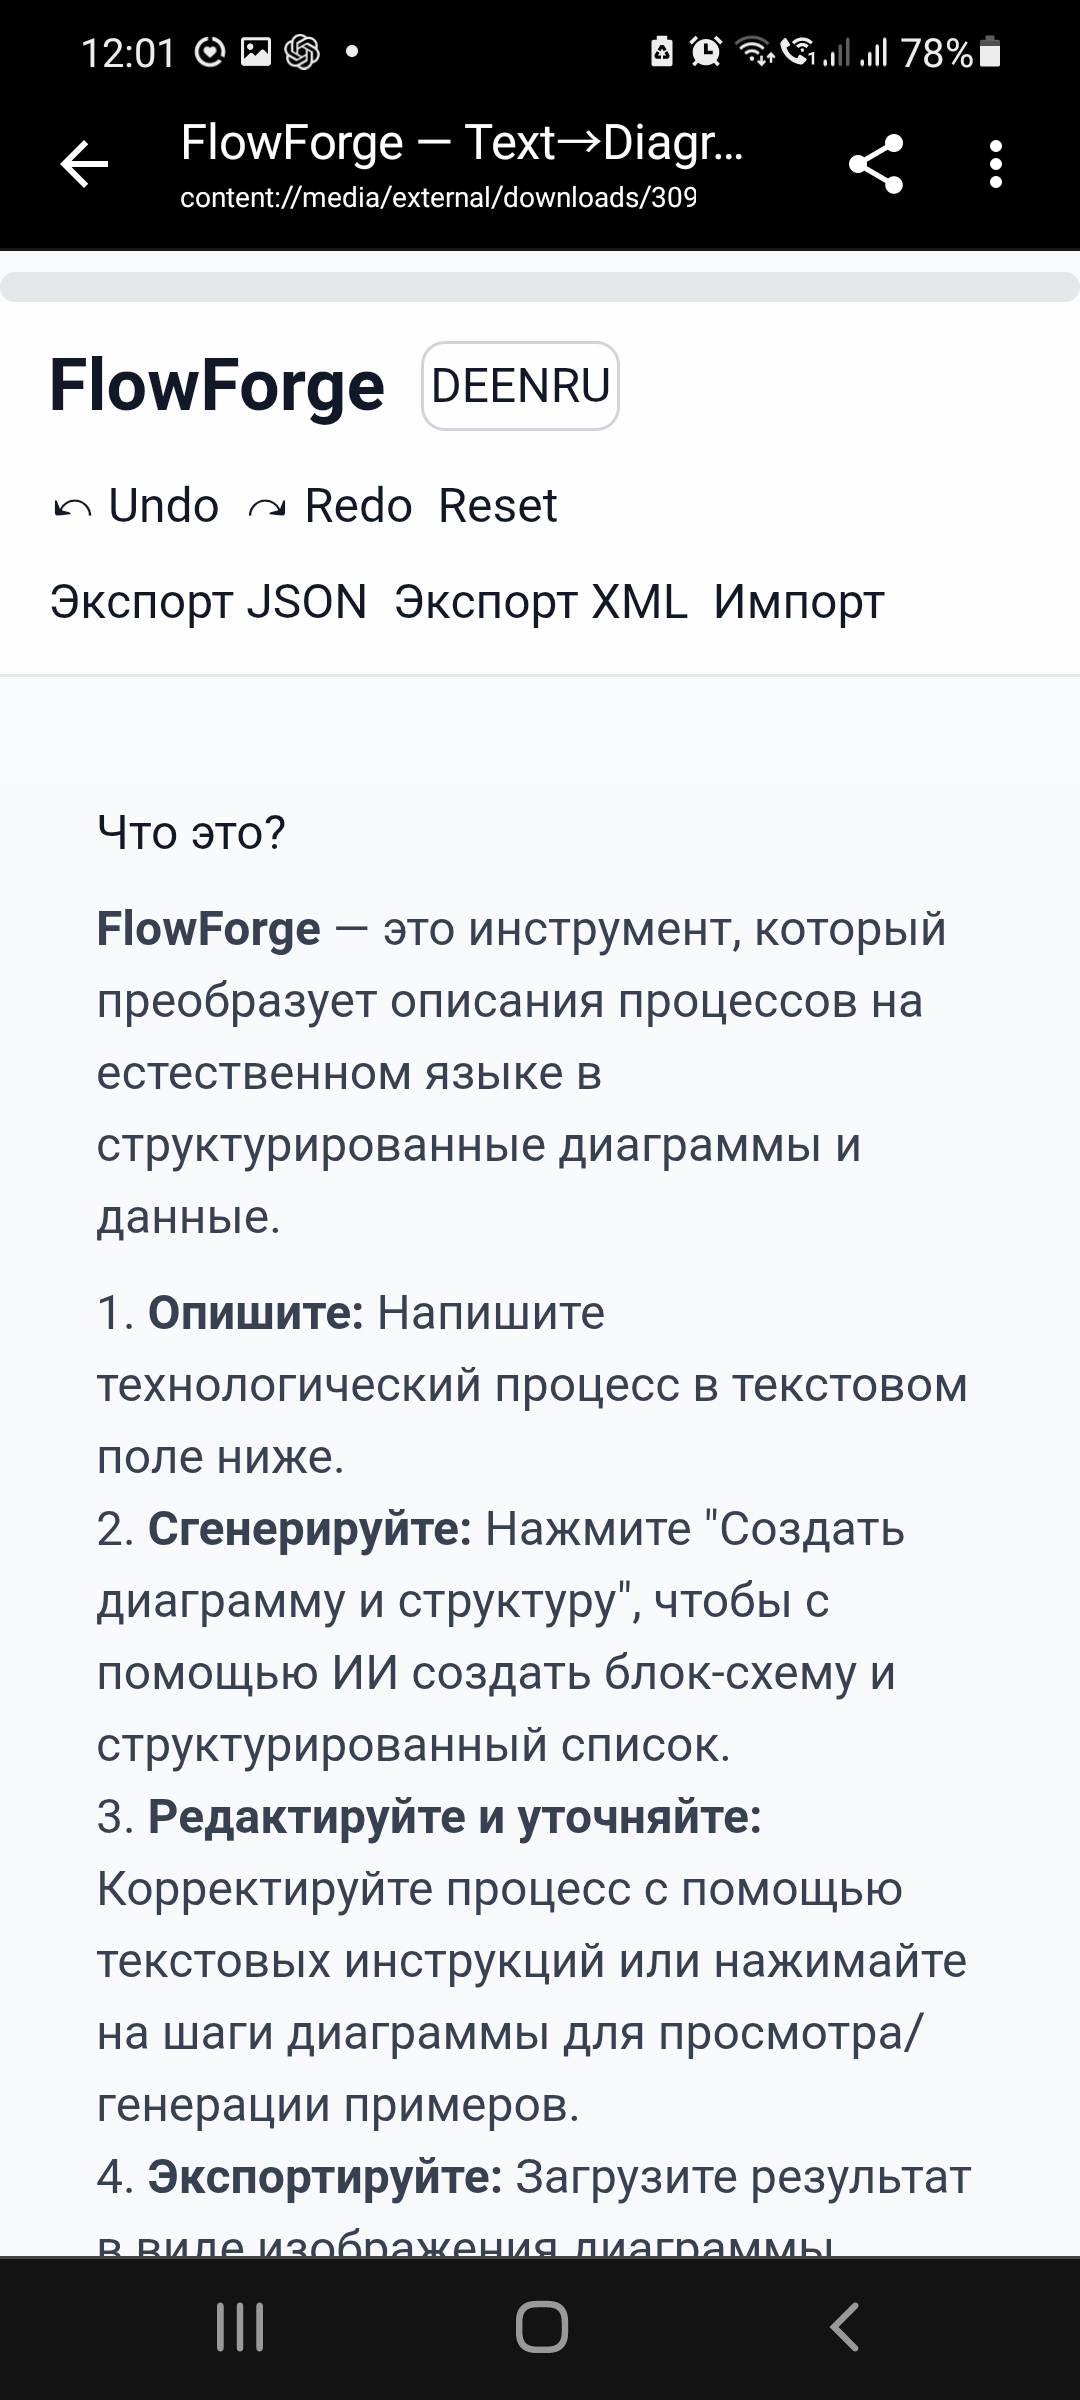 12:01
78%
FlowForge — Text→Diagr...
content://media/external/downloads/309
FlowForge DEENRU
Undo Redo Reset
Экспорт JSON Экспорт XML Импорт
Что это?
FlowForge — это инструмент, который
преобразует описания процессов на
естественном языке в
структурированные диаграммы и
данные.
1. Опишите: Напишите
технологический процесс в текстовом
поле ниже.
2. Сгенерируйте: Нажмите "Создать
диаграмму и структуру", чтобы с
помощью ИИ создать блок-схему и
структурированный список.
3. Редактируйте и уточняйте:
Корректируйте процесс с помощью
текстовых инструкций или нажимайте
на шаги диаграммы для просмотра/
генерации примеров.
4. Экспортируйте: Загрузите результат
в виде изображения диаграммы